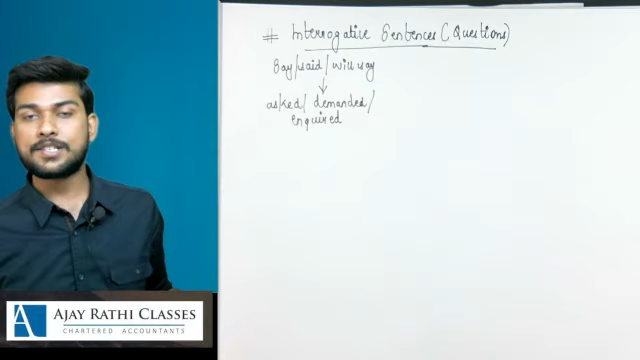 # Interrogative Sentences (Questions)
Say/said/will say
↓
asked/ demanded/
enquired
AJAY RATHI CLASSES
CHARTERED ACCOUNTANTS